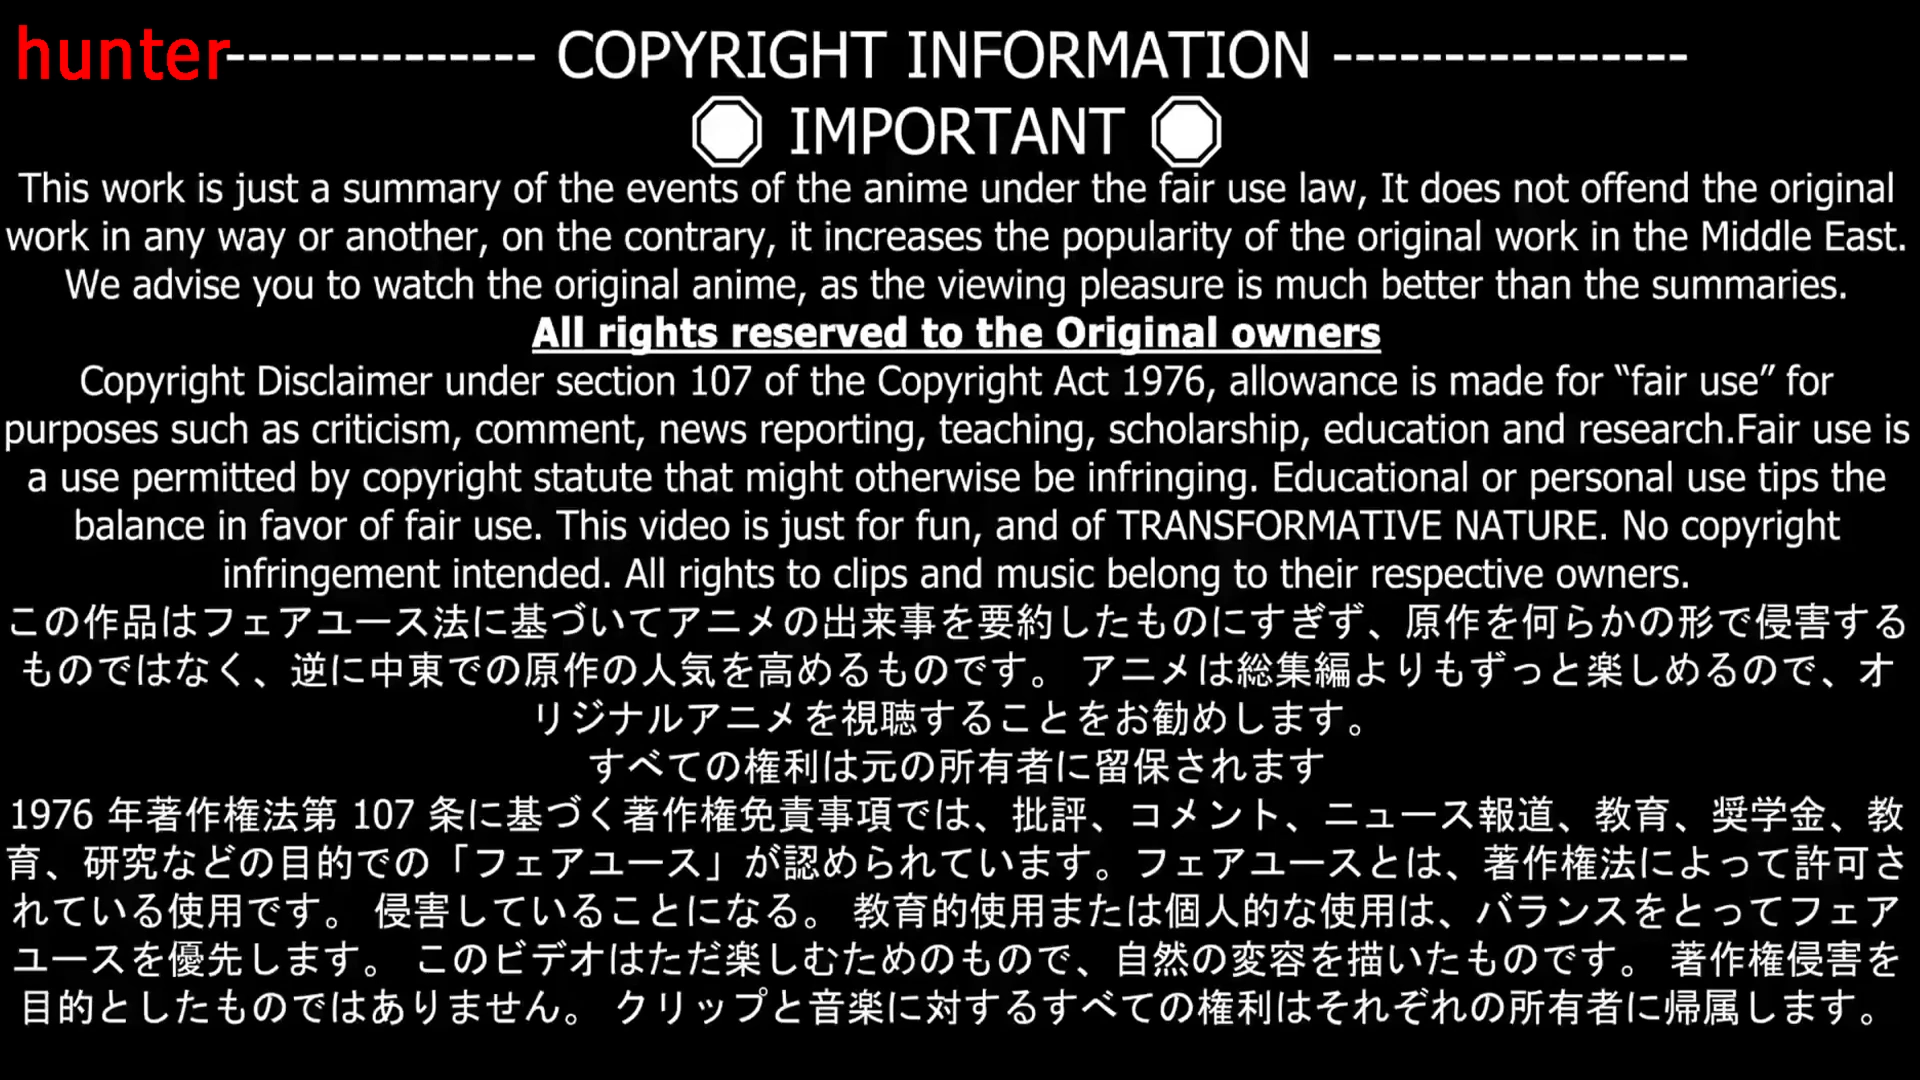 hunter-------------- COPYRIGHT INFORMATION ----------------
IMPORTANT
This work is just a summary of the events of the anime under the fair use law, It does not offend the original
work in any way or another, on the contrary, it increases the popularity of the original work in the Middle East.
We advise you to watch the original anime, as the viewing pleasure is much better than the summaries.
All rights reserved to the Original owners
Copyright Disclaimer under section 107 of the Copyright Act 1976, allowance is made for “fair use” for
purposes such as criticism, comment, news reporting, teaching, scholarship, education and research.Fair use is
a use permitted by copyright statute that might otherwise be infringing. Educational or personal use tips the
balance in favor of fair use. This video is just for fun, and of TRANSFORMATIVE NATURE. No copyright
infringement intended. All rights to clips and music belong to their respective owners.
この作品はフェアユース法に基づいてアニメの出来事を要約したものにすぎず、原作を何らかの形で侵害する
ものではなく、逆に中東での原作の人気を高めるものです。 アニメは総集編よりもずっと楽しめるので、オ
リジナルアニメを視聴することをお勧めします。
すべての権利は元の所有者に留保されます
1976 年著作権法第 107 条に基づく著作権免責事項では、批評、コメント、ニュース報道、教育、奨学金、教
育、研究などの目的での「フェアユース」が認められています。フェアユースとは、著作権法によって許可さ
れている使用です。 侵害していることになる。 教育的使用または個人的な使用は、バランスをとってフェア
ユースを優先します。 このビデオはただ楽しむためのもので、自然の変容を描いたものです。 著作権侵害を
目的としたものではありません。 クリップと音楽に対するすべての権利はそれぞれの所有者に帰属します。